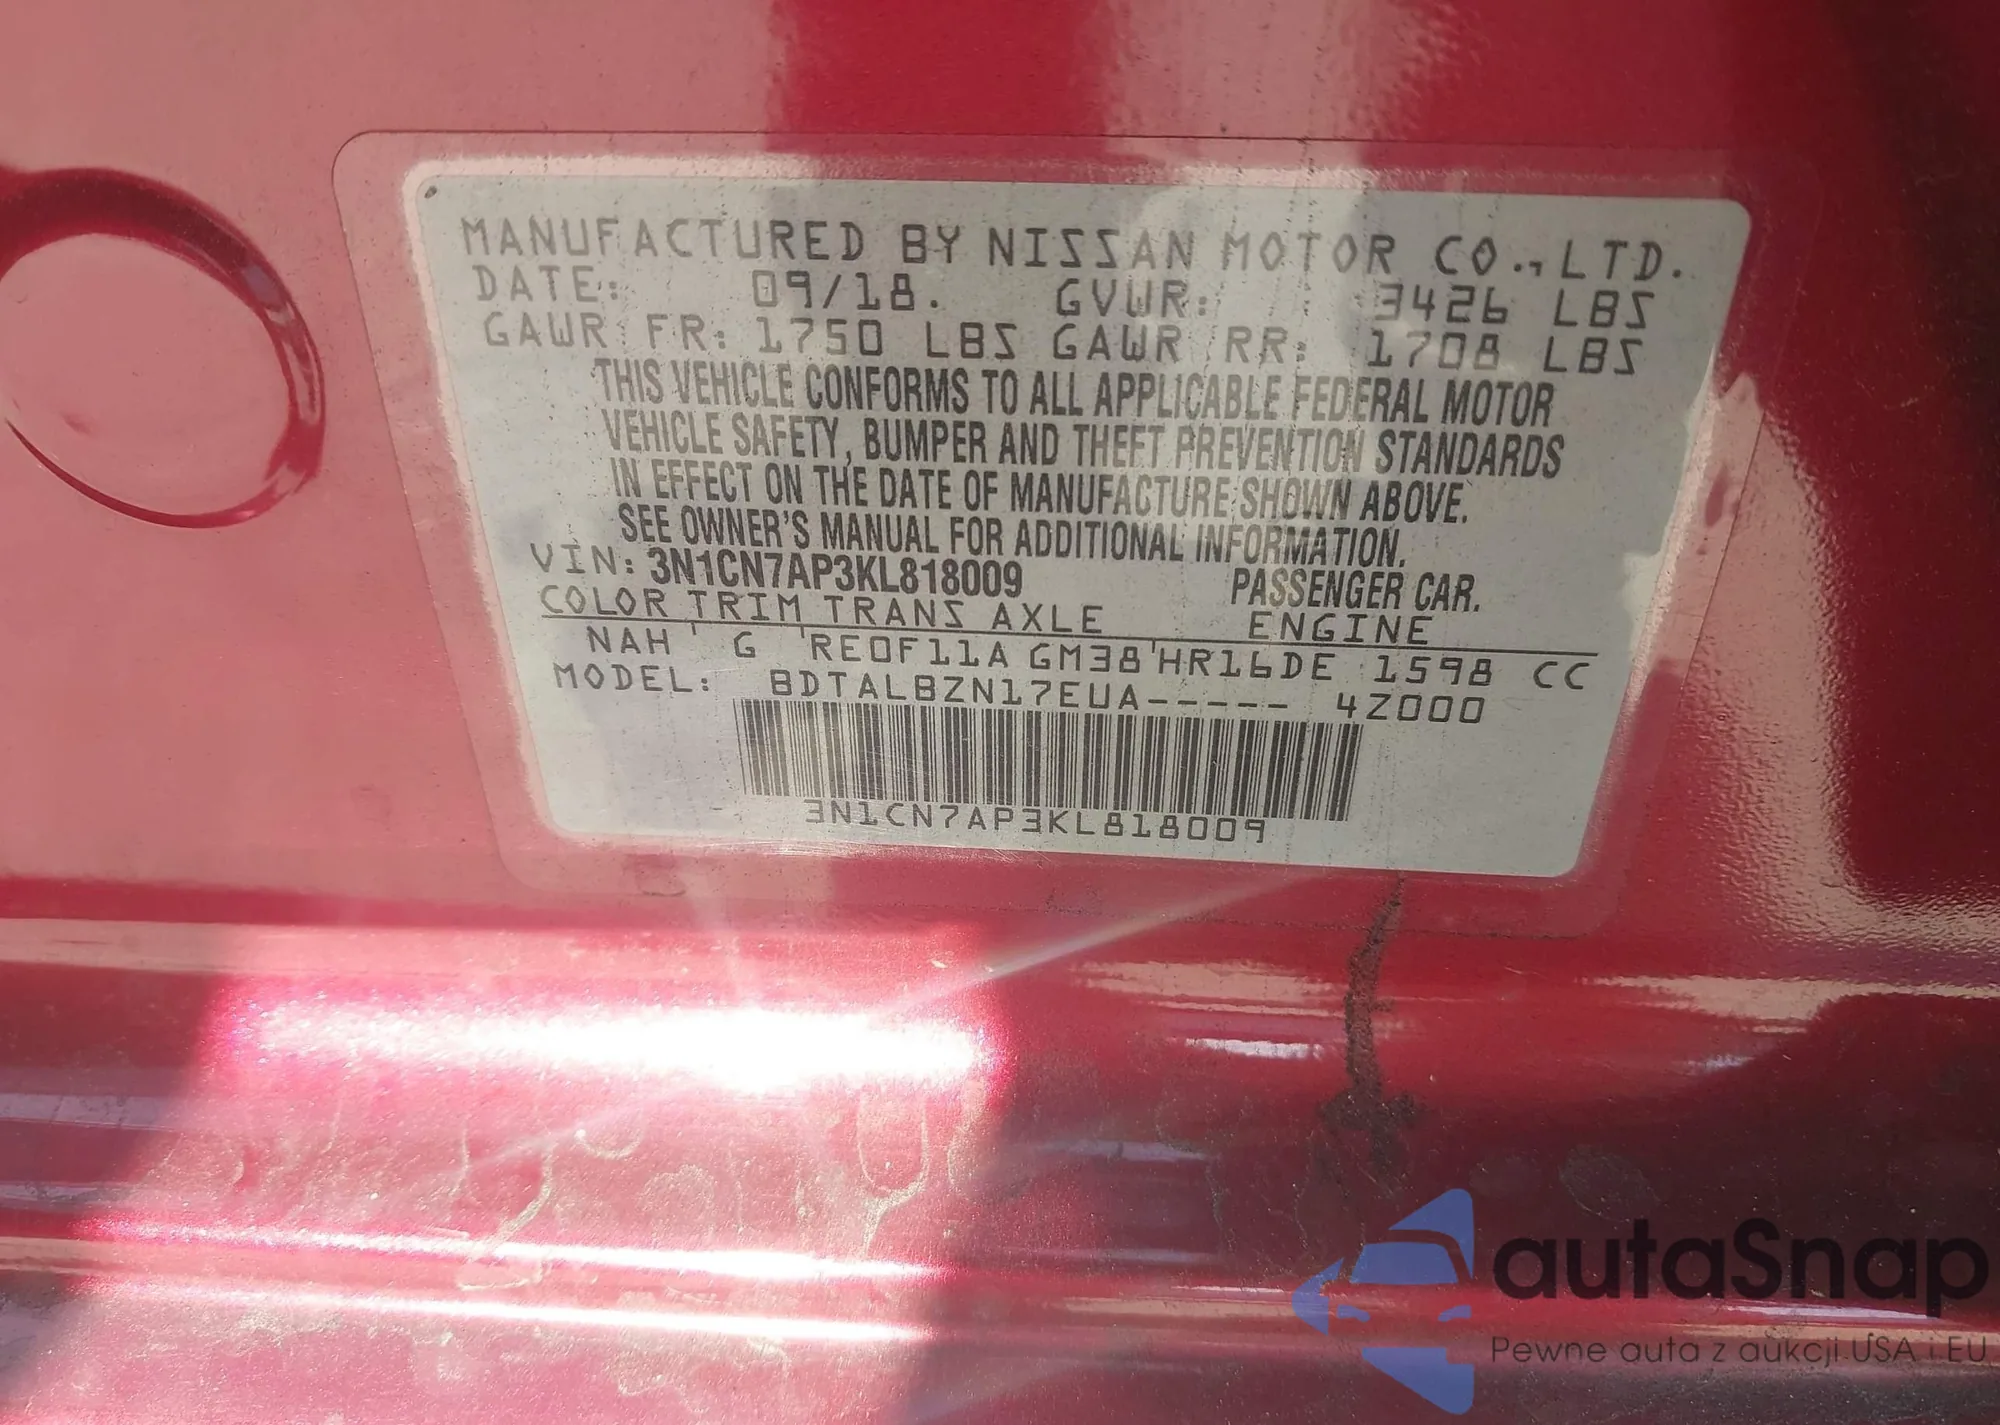 MANUFACTURED BY NISSAN MOTOR CO., LTD.
DATE: 09/18. GVWR: 3426 LBS
GAWR FR: 1750 LBS GAWR RR: 1708 LBS
THIS VEHICLE CONFORMS TO ALL APPLICABLE FEDERAL MOTOR
VEHICLE SAFETY, BUMPER AND THEFT PREVENTION STANDARDS
IN EFFECT ON THE DATE OF MANUFACTURE SHOWN ABOVE.
SEE OWNER'S MANUAL FOR ADDITIONAL INFORMATION.
VIN: 3N1CN7AP3KL818009 PASSENGER CAR.
COLOR TRIM TRANS AXLE ENGINE
NAH G RE0F11A GM38 HR16DE 1598 CC
MODEL: BDTALBZN17EUA----- 4Z000
3N1CN7AP3KL818009
autaSnap
Pewne auta z aukcji USA i EU